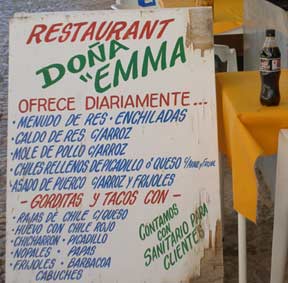 RESTAURANT
DOÑA
"EMMA
OFRECE DIARIAMENTE...
• MENUDO DE RES • ENCHILADAS
• CALDO DE RES C/ARROZ
• MOLE DE POLLO C/ARROZ
• CHILES RELLENOS DE PICADILLO ó QUESO
• ASADO DE PUERCO C/ARROZ Y FRIJOLES
- GORDITAS Y TACOS CON -
• RAJAS DE CHILE C/QUESO
• HUEVO CON CHILE ROJO
• CHICHARRON • PICADILLO
• NOPALES • PAPAS
• FRIJOLES • BARBACOA
CABUCHES
CONTAMOS
CON
SANITARIO PARA
CLIENTES